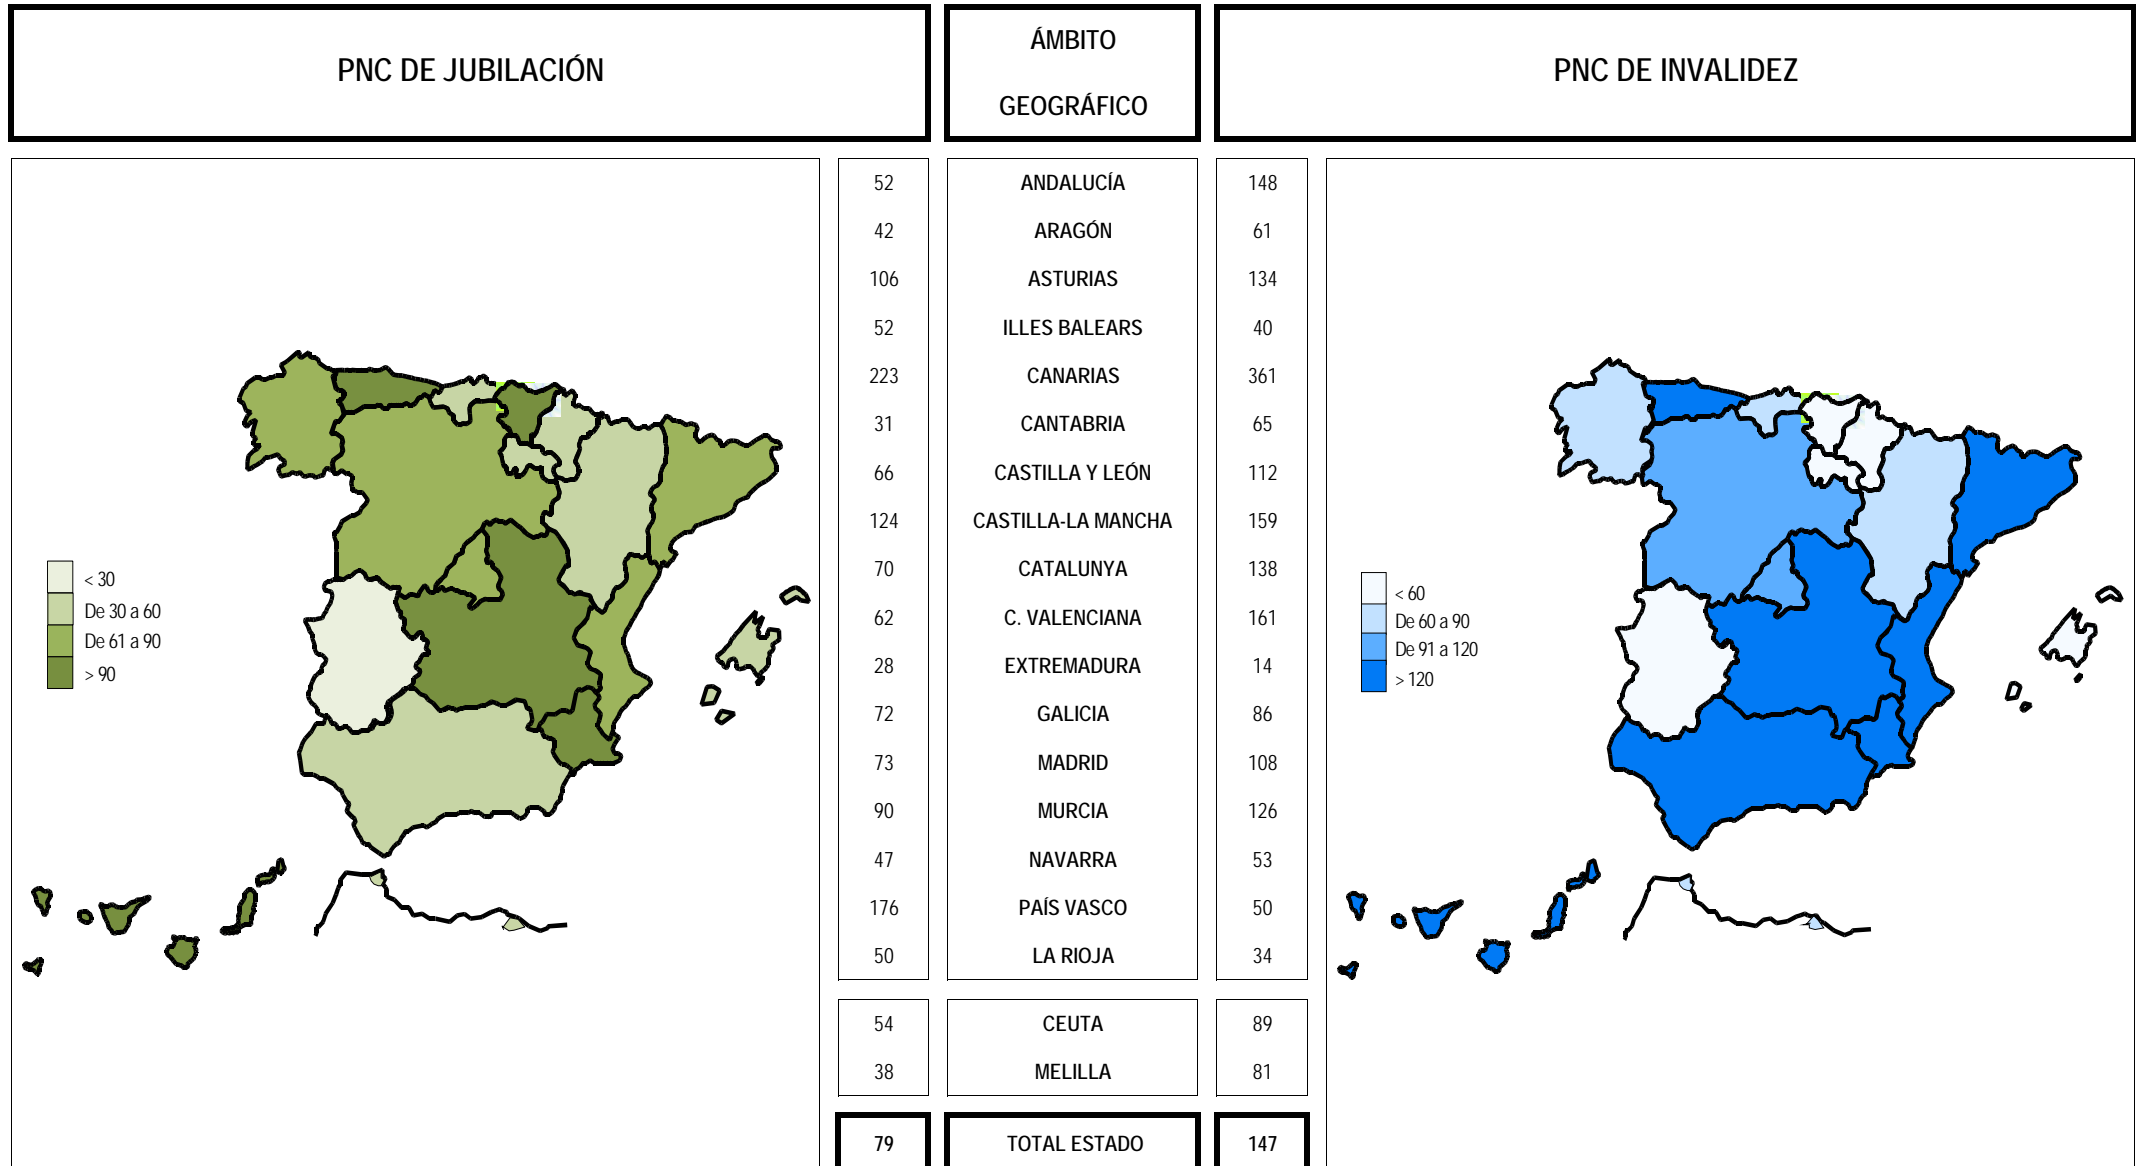 PNC DE JUBILACIÓN
ÁMBITO
GEOGRÁFICO
PNC DE INVALIDEZ
52 ANDALUCÍA 148
42 ARAGÓN 61
106 ASTURIAS 134
52 ILLES BALEARS 40
223 CANARIAS 361
31 CANTABRIA 65
66 CASTILLA Y LEÓN 112
124 CASTILLA-LA MANCHA 159
70 CATALUNYA 138
62 C. VALENCIANA 161
28 EXTREMADURA 14
72 GALICIA 86
73 MADRID 108
90 MURCIA 126
47 NAVARRA 53
176 PAÍS VASCO 50
50 LA RIOJA 34
54 CEUTA 89
38 MELILLA 81
79 TOTAL ESTADO 147
< 30
De 30 a 60
De 61 a 90
> 90
< 60
De 60 a 90
De 91 a 120
> 120